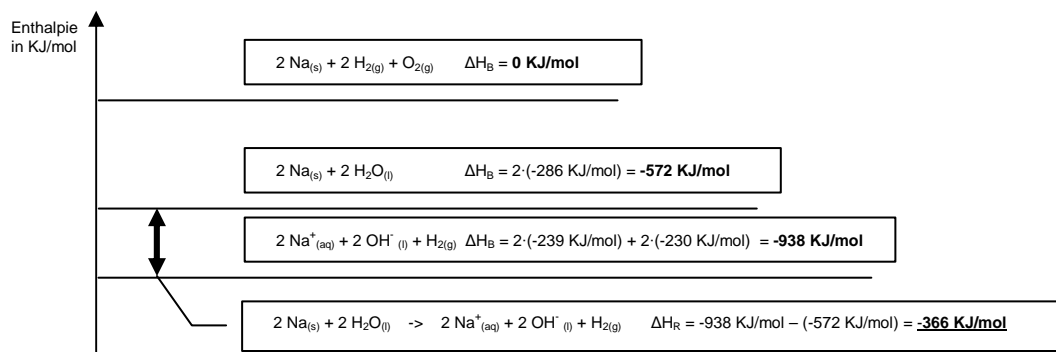 Enthalpie
in KJ/mol
2 Na(s) + 2 H2(g) + O2(g) ΔHB = 0 KJ/mol
2 Na(s) + 2 H2O(l) ΔHB = 2·(-286 KJ/mol) = -572 KJ/mol
2 Na+(aq) + 2 OH- (l) + H2(g) ΔHB = 2·(-239 KJ/mol) + 2·(-230 KJ/mol) = -938 KJ/mol
2 Na(s) + 2 H2O(l) -> 2 Na+(aq) + 2 OH- (l) + H2(g) ΔHR = -938 KJ/mol – (-572 KJ/mol) = -366 KJ/mol